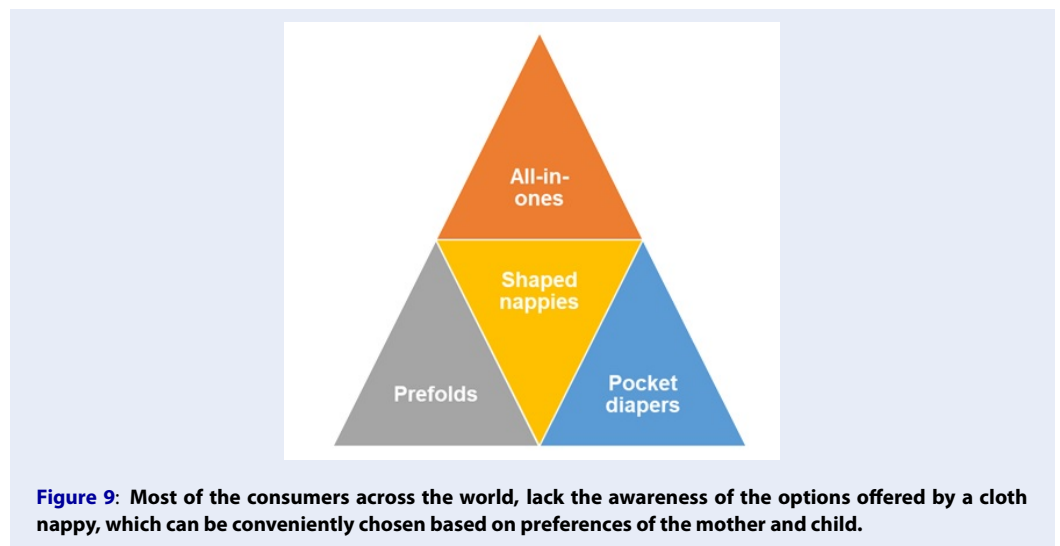 All-in-
ones
Shaped
nappies
Prefolds
Pocket
diapers
Figure 9: Most of the consumers across the world, lack the awareness of the options offered by a cloth
nappy, which can be conveniently chosen based on preferences of the mother and child.